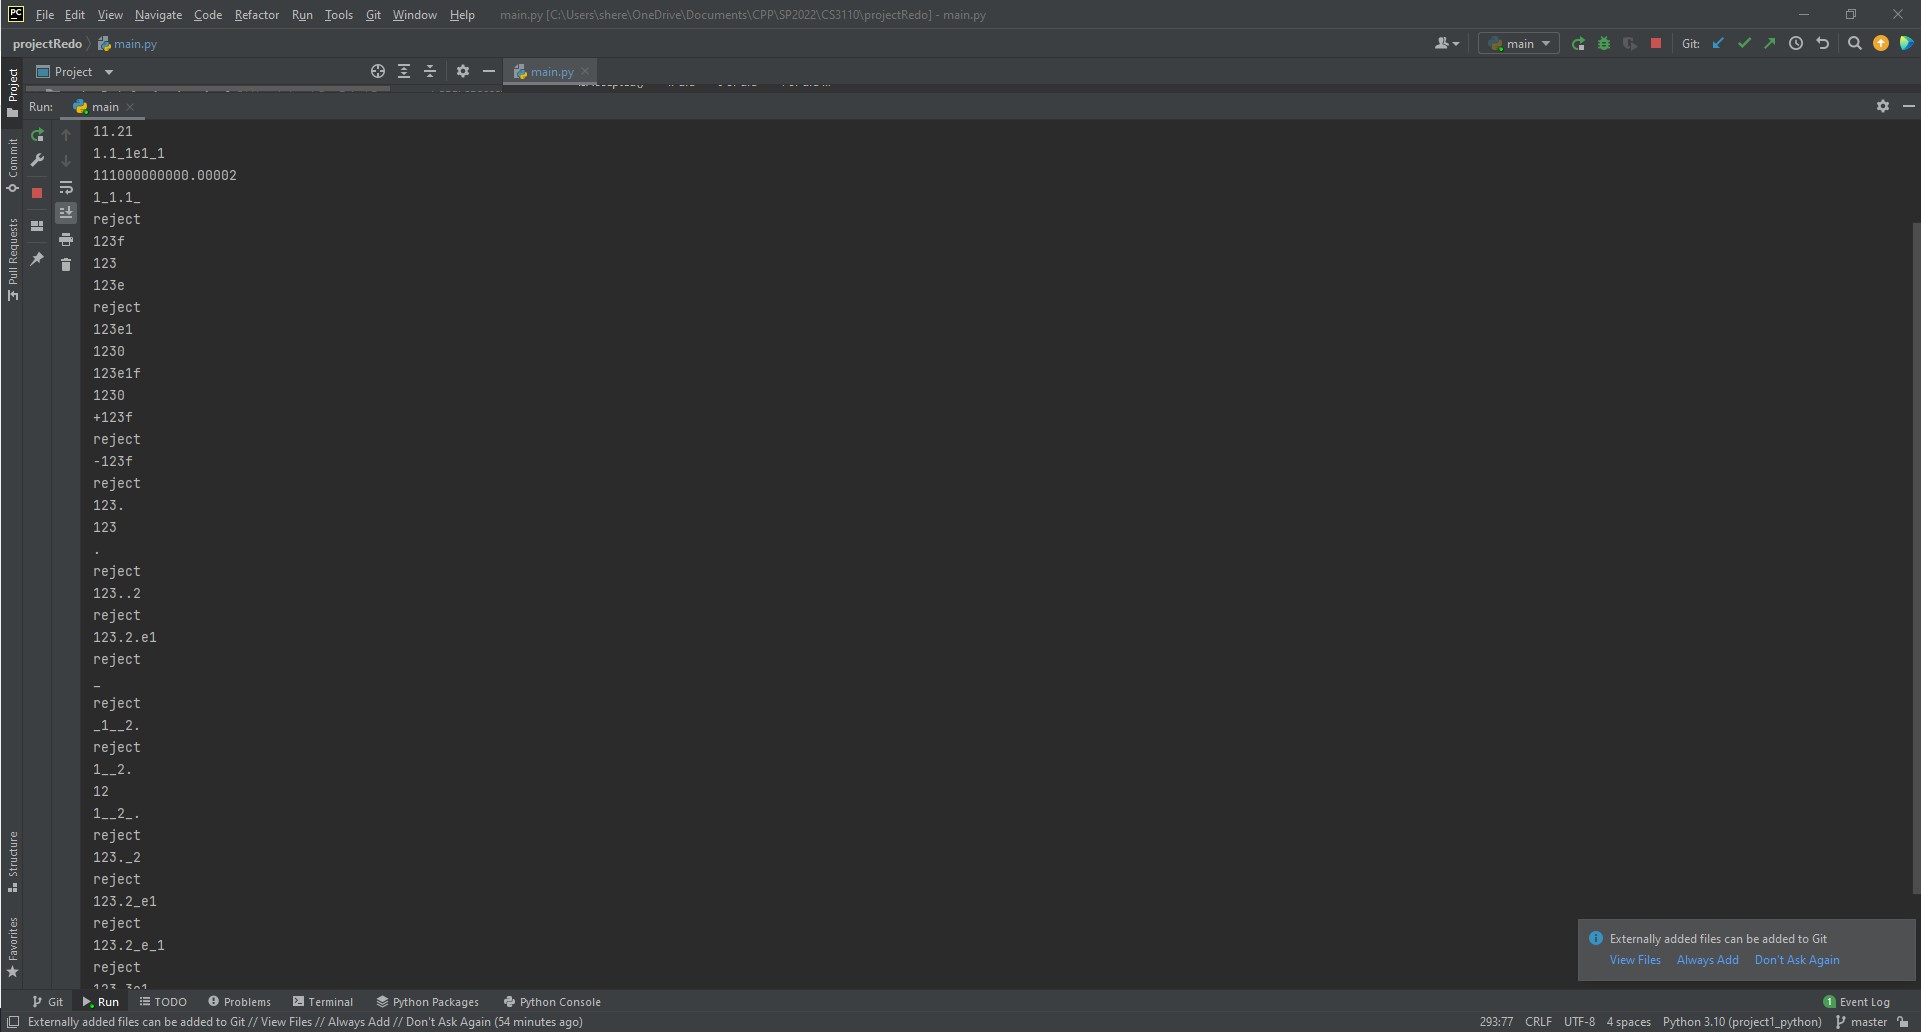 PC File Edit View Navigate Code Refactor Run Tools Git Window Help main.py [C:\Users\shere\OneDrive\Documents\CPP\SP2022\CS3110\projectRedo] - main.py
projectRedo main.py main Git:
Project main.py
Run: main
11.21
1.1_1e1_1
111000000000.00002
1_1.1_
reject
123f
123
123e
reject
123e1
1230
123e1f
1230
+123f
reject
-123f
reject
123.
123
.
reject
123..2
reject
123.2.e1
reject
_
reject
_1__2.
reject
1__2.
12
1__2_.
reject
123._2
reject
123.2_e1
reject
123.2_e_1
reject
Project
Commit
Pull Requests
Structure
Favorites
Externally added files can be added to Git
View Files Always Add Don't Ask Again
Git Run TODO Problems Terminal Python Packages Python Console 1 Event Log
Externally added files can be added to Git // View Files // Always Add // Don't Ask Again (54 minutes ago) 293:77 CRLF UTF-8 4 spaces Python 3.10 (project1_python) master